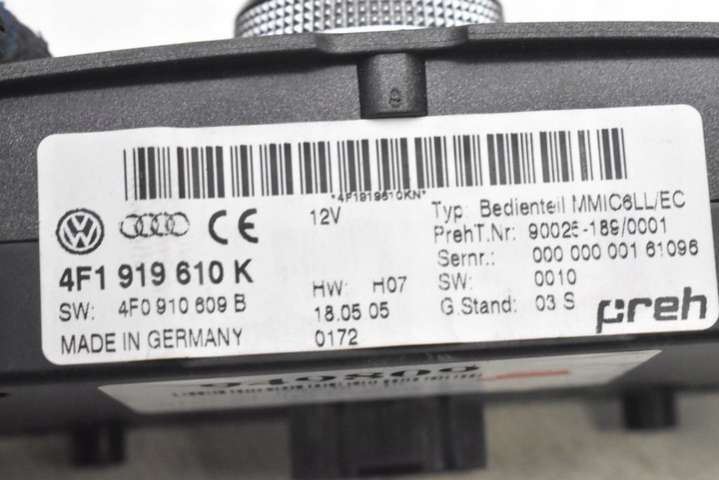 *4F1919610KN*
12V
Typ: Bedienteil MMIC6LL/EC
PrehT.Nr: 90025-189/0001
Sernr.: 000 000 001 61096
4F1 919 610 K
HW: H07
SW: 0010
SW: 4F0 910 609 B
18.05 05
G.Stand: 03 S
preh
MADE IN GERMANY
0172